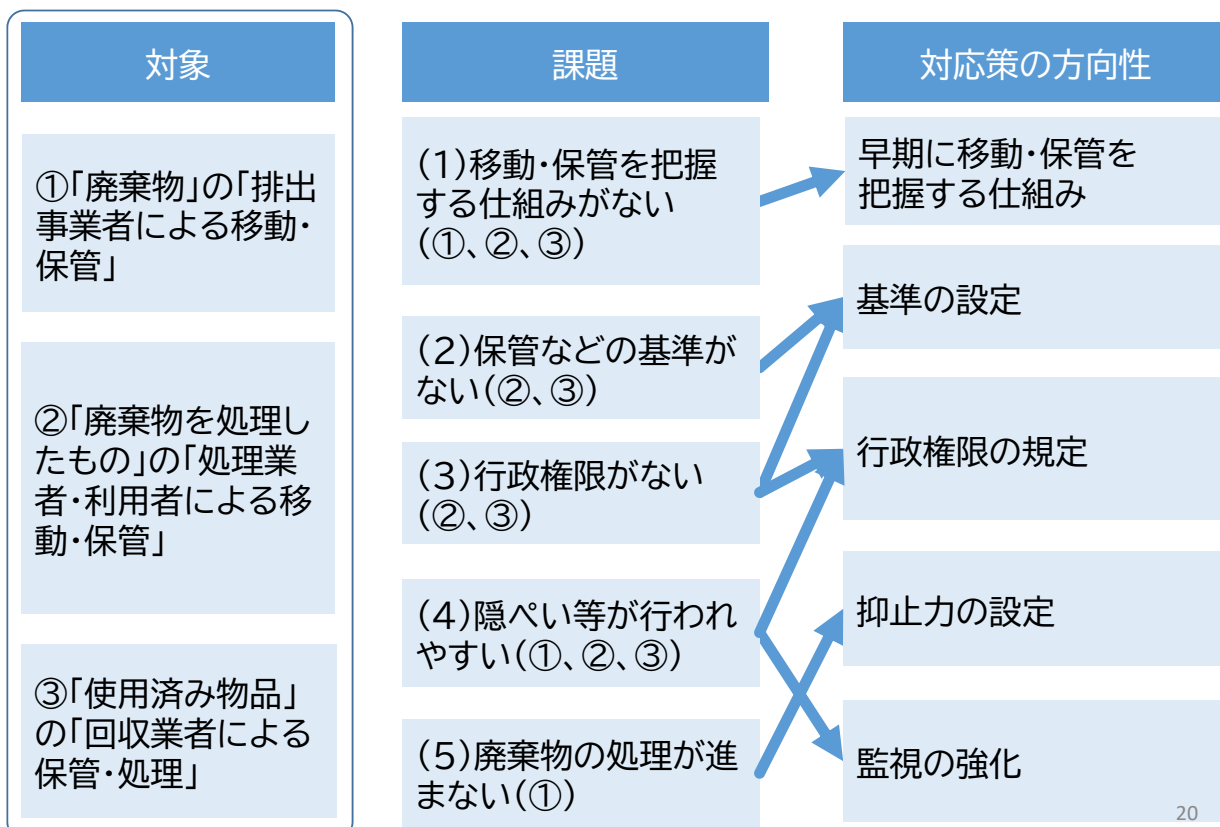 対象
①「廃棄物」の「排出
事業者による移動・
保管」
②「廃棄物を処理し
たもの」の「処理業
者・利用者による移
動・保管」
③「使用済み物品」
の「回収業者による
保管・処理」
課題
(1)移動・保管を把握
する仕組みがない
(①、②、③)
(2)保管などの基準が
ない(②、③)
(3)行政権限がない
(②、③)
(4)隠ぺい等が行われ
やすい(①、②、③)
(5)廃棄物の処理が進
まない(①)
対応策の方向性
早期に移動・保管を
把握する仕組み
基準の設定
行政権限の規定
抑止力の設定
監視の強化
20